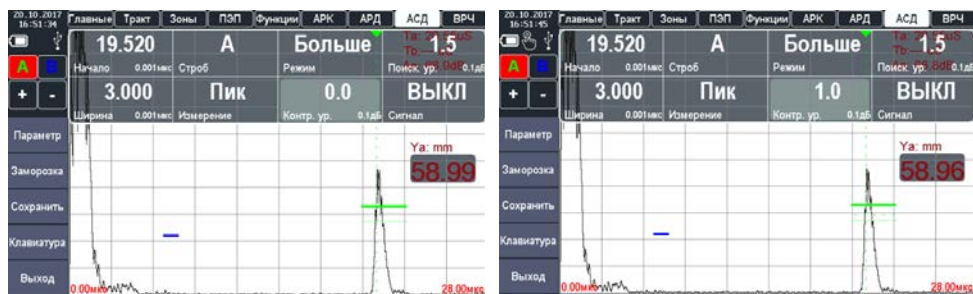 20.10.2017
16:51:34
Главные Тракт Зоны ПЭП Функции АРК АРД АСД ВРЧ
19.520 А Больше 1.5
Начало 0.001мкс Строб Режим Поиск. ур. 0.1дБ
A B
+ -
3.000 Пик 0.0 ВЫКЛ
Ширина 0.001мкс Измерение Контр. ур. 0.1дБ Сигнал
Параметр
Ya: mm
58.99
Заморозка
Сохранить
Клавиатура
Выход
0.00мкс
28.00мкс
20.10.2017
16:51:45
Главные Тракт Зоны ПЭП Функции АРК АРД АСД ВРЧ
19.520 А Больше 1.5
Начало 0.001мкс Строб Режим Поиск. ур. 0.1дБ
A B
+ -
3.000 Пик 1.0 ВЫКЛ
Ширина 0.001мкс Измерение Контр. ур. 0.1дБ Сигнал
Параметр
Ya: mm
58.96
Заморозка
Сохранить
Клавиатура
Выход
0.00мкс
28.00мкс